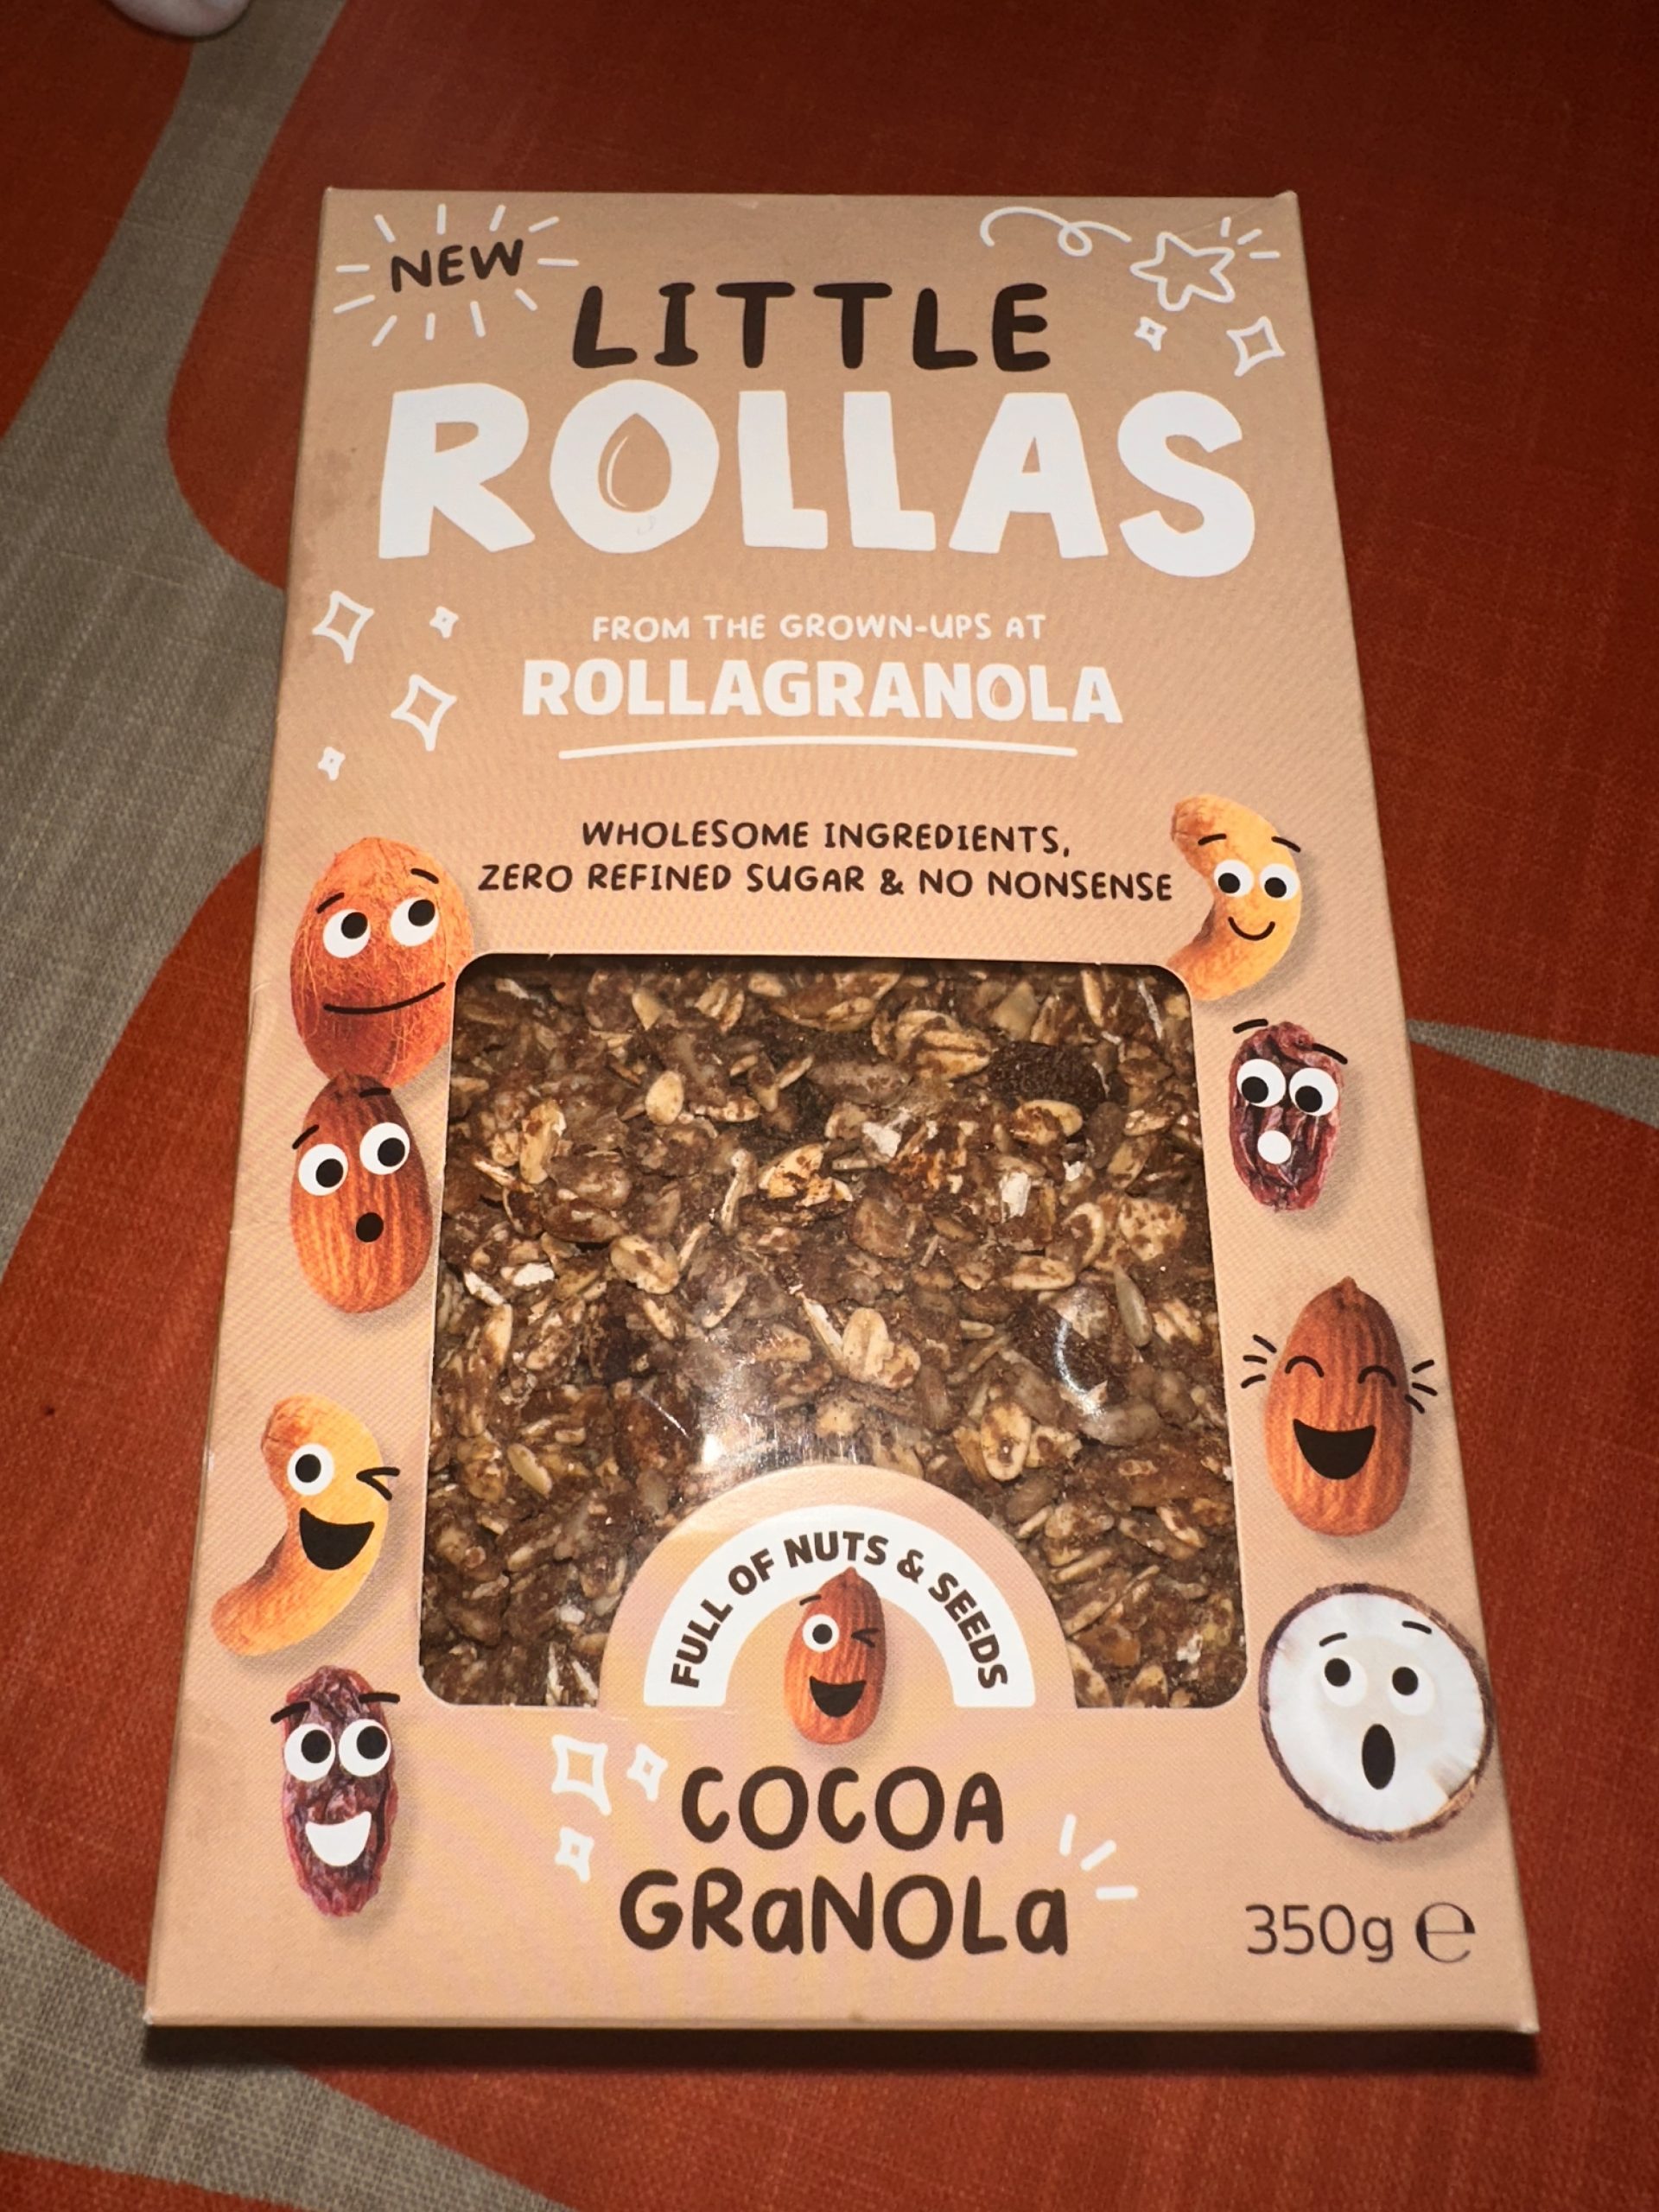 NEW
LITTLE
ROLLAS
FROM THE GROWN-UPS AT
ROLLAGRANOLA
WHOLESOME INGREDIENTS,
ZERO REFINED SUGAR & NO NONSENSE
FULL OF NUTS & SEEDS
COCOA
GRaNOLa
350g ℮